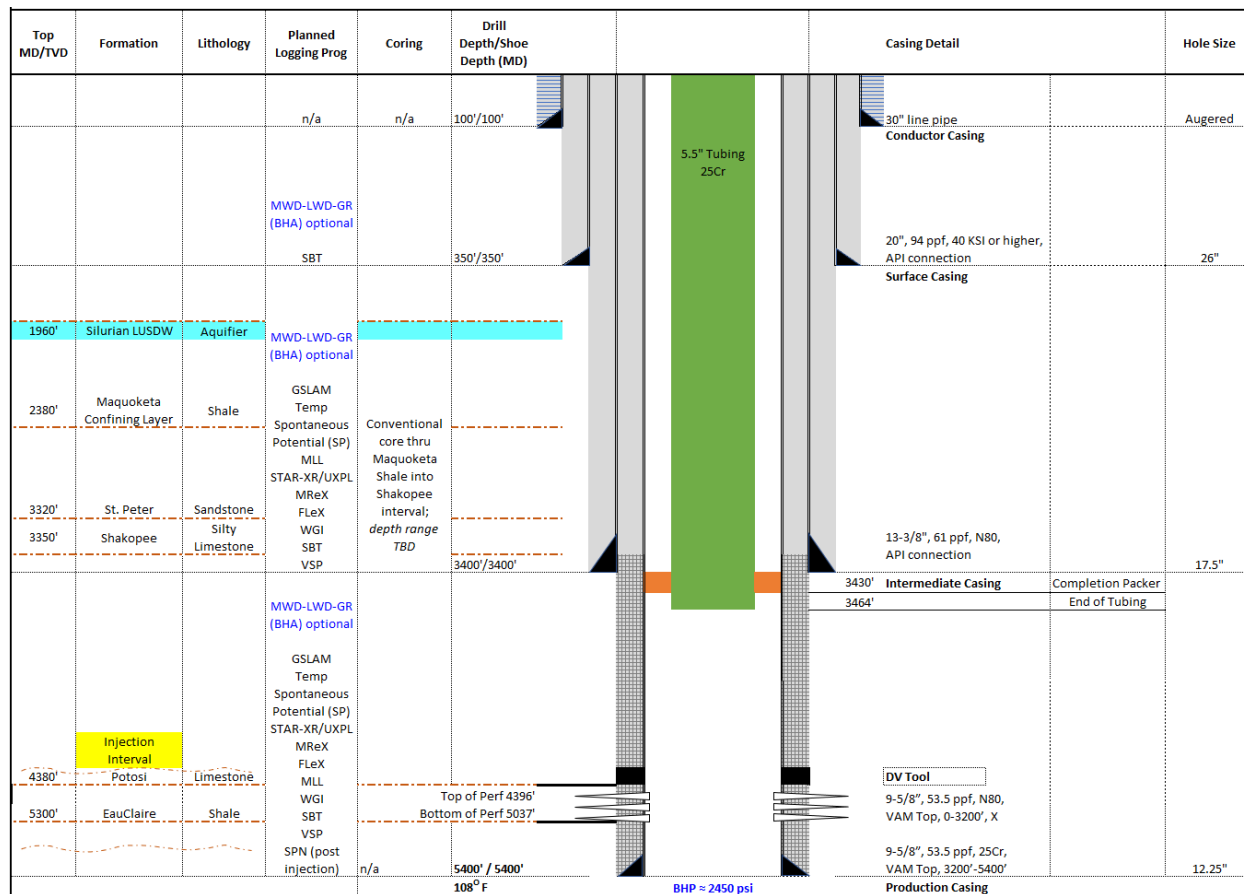 Top
MD/TVD
Formation
Lithology
Planned
Logging Prog
Coring
Drill
Depth/Shoe
Depth (MD)
Casing Detail
Hole Size
n/a
n/a
100'/100'
30" line pipe
Augered
Conductor Casing
5.5" Tubing
25Cr
MWD-LWD-GR
(BHA) optional
SBT
350'/350'
20", 94 ppf, 40 KSI or higher,
API connection
26"
Surface Casing
1960'
Silurian LUSDW
Aquifier
MWD-LWD-GR
(BHA) optional
2380'
Maquoketa
Confining Layer
Shale
GSLAM
Temp
Spontaneous
Potential (SP)
MLL
STAR-XR/UXPL
MReX
FLeX
WGI
SBT
VSP
Conventional
core thru
Maquoketa
Shale into
Shakopee
interval;
depth range
TBD
3320'
St. Peter
Sandstone
3350'
Shakopee
Silty
Limestone
3400'/3400'
13-3/8", 61 ppf, N80,
API connection
17.5"
3430'
Intermediate Casing
Completion Packer
3464'
End of Tubing
MWD-LWD-GR
(BHA) optional
GSLAM
Temp
Spontaneous
Potential (SP)
STAR-XR/UXPL
MReX
FLeX
MLL
WGI
SBT
VSP
SPN (post
injection)
Injection
Interval
4380'
Potosi
Limestone
DV Tool
Top of Perf 4396'
Bottom of Perf 5037'
5300'
EauClaire
Shale
9-5/8", 53.5 ppf, N80,
VAM Top, 0-3200', X
9-5/8", 53.5 ppf, 25Cr,
VAM Top, 3200'-5400'
n/a
5400' / 5400'
12.25"
108° F
BHP ≈ 2450 psi
Production Casing